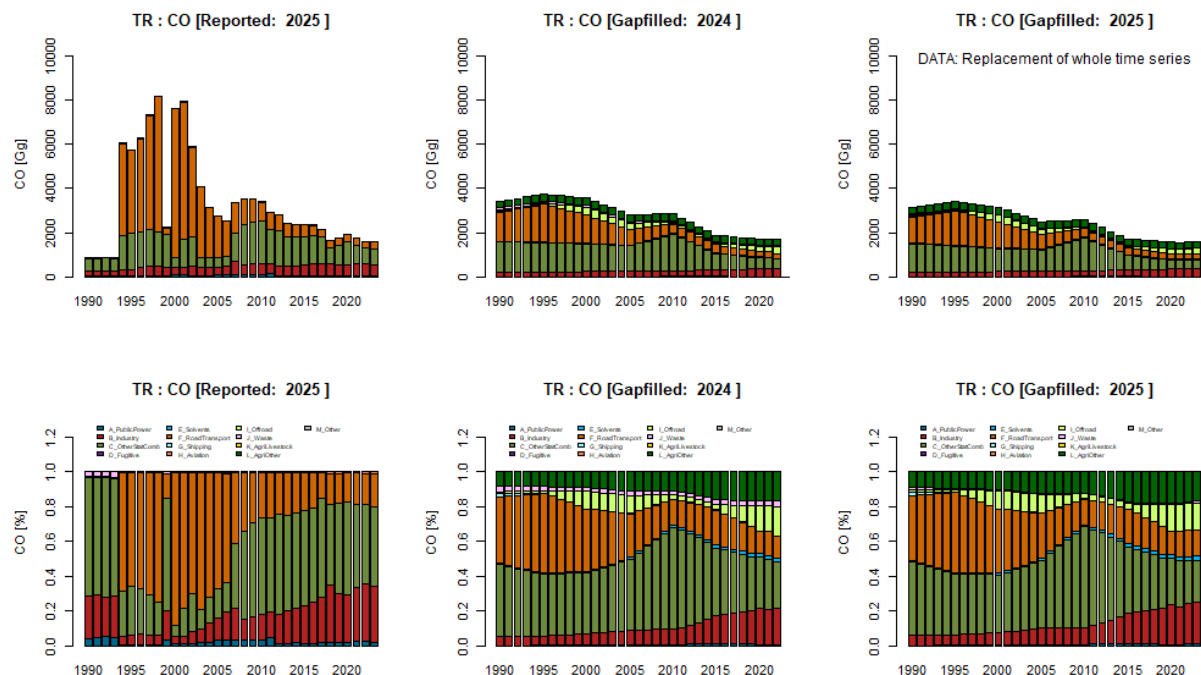 TR : CO [Reported:  2025 ]
TR : CO [Gapfilled:  2024 ]
TR : CO [Gapfilled:  2025 ]
DATA: Replacement of whole time series
CO [Gg]
0
2000
4000
6000
8000
10000
1990 1995 2000 2005 2010 2015 2020
CO [Gg]
0
2000
4000
6000
8000
10000
1990 1995 2000 2005 2010 2015 2020
CO [Gg]
0
2000
4000
6000
8000
10000
1990 1995 2000 2005 2010 2015 2020
TR : CO [Reported:  2025 ]
TR : CO [Gapfilled:  2024 ]
TR : CO [Gapfilled:  2025 ]
A_PublicPower E_Solvents I_Offroad M_Other
B_Industry F_RoadTransport J_Waste
C_OtherStatComb G_Shipping K_AgriLivestock
D_Fugitive H_Aviation L_AgriOther
CO [%]
0.0 0.2 0.4 0.6 0.8 1.0 1.2
1990 1995 2000 2005 2010 2015 2020
A_PublicPower E_Solvents I_Offroad M_Other
B_Industry F_RoadTransport J_Waste
C_OtherStatComb G_Shipping K_AgriLivestock
D_Fugitive H_Aviation L_AgriOther
CO [%]
0.0 0.2 0.4 0.6 0.8 1.0 1.2
1990 1995 2000 2005 2010 2015 2020
A_PublicPower E_Solvents I_Offroad M_Other
B_Industry F_RoadTransport J_Waste
C_OtherStatComb G_Shipping K_AgriLivestock
D_Fugitive H_Aviation L_AgriOther
CO [%]
0.0 0.2 0.4 0.6 0.8 1.0 1.2
1990 1995 2000 2005 2010 2015 2020